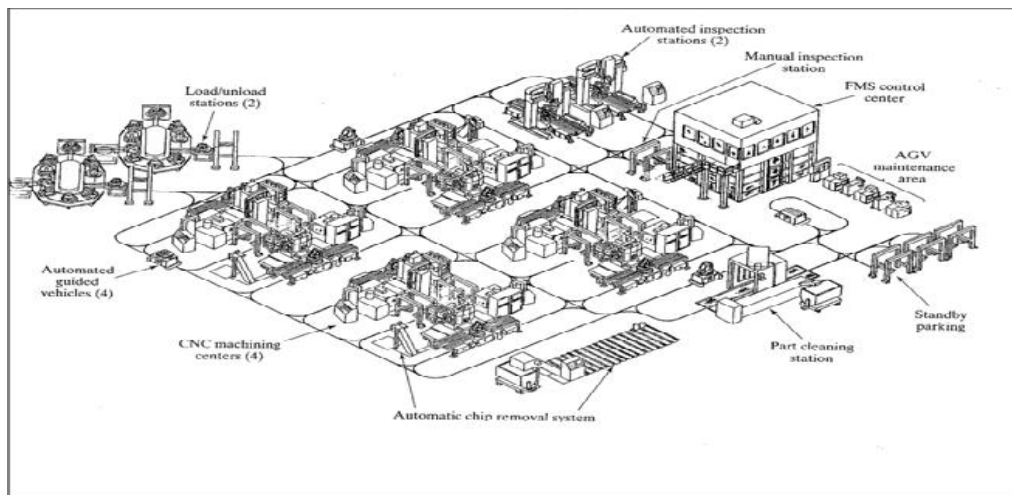 Automated inspection
stations (2)
Manual inspection
station
FMS control
center
Load/unload
stations (2)
AGV
maintenance
area
Automated
guided
vehicles (4)
Standby
parking
CNC machining
centers (4)
Part cleaning
station
Automatic chip removal system